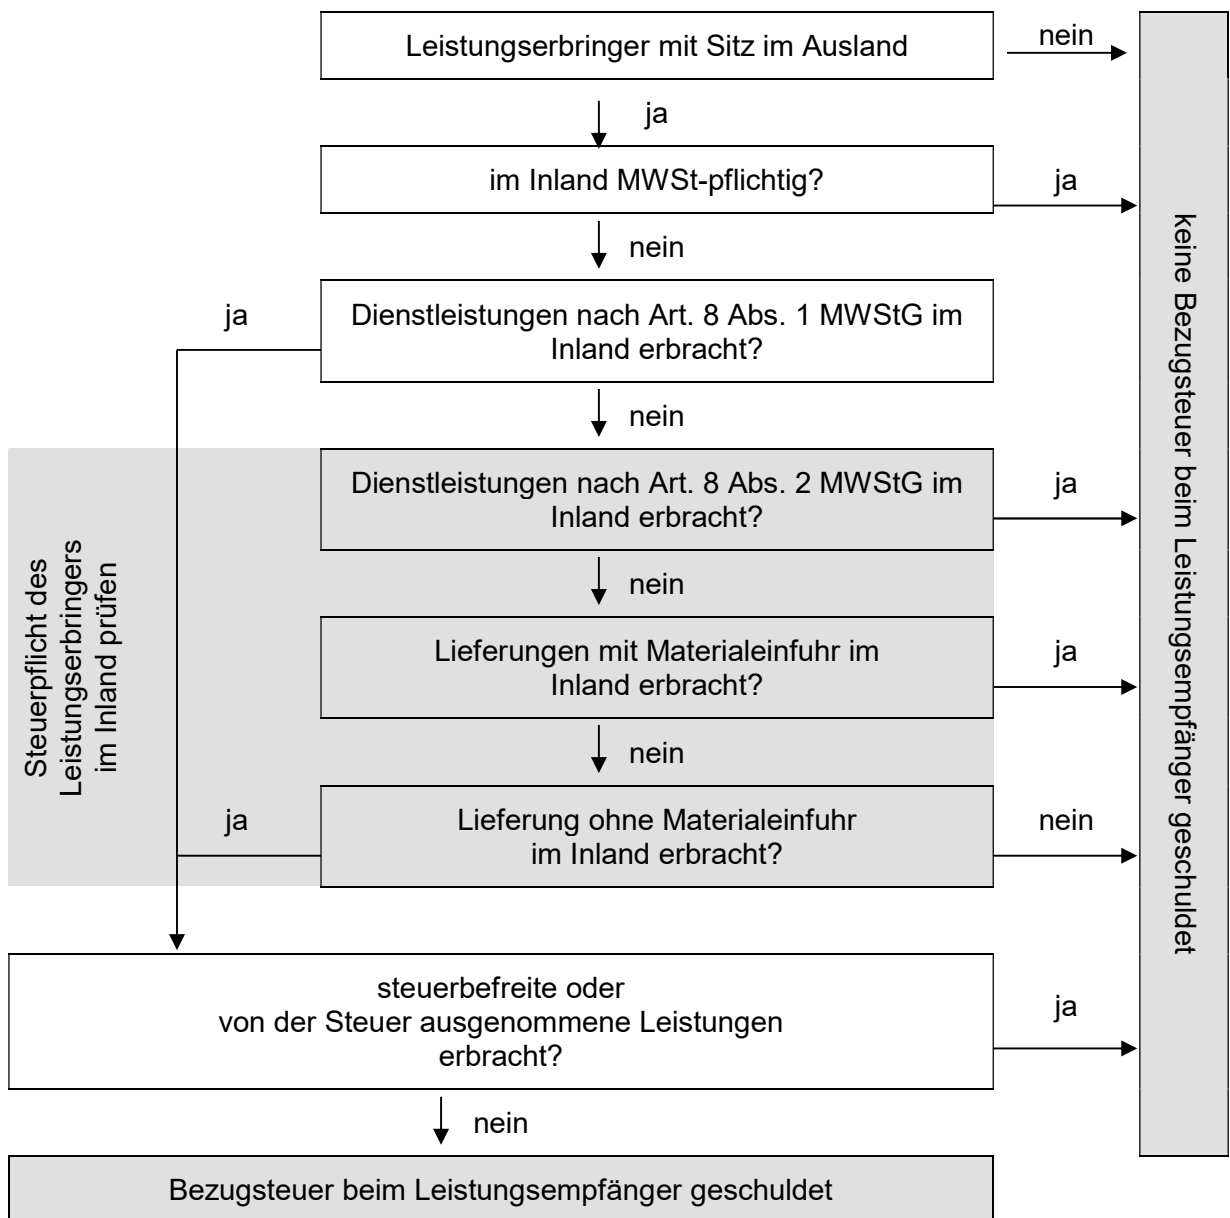 Leistungserbringer mit Sitz im Ausland
nein
ja
im Inland MWSt-pflichtig?
ja
nein
ja
Dienstleistungen nach Art. 8 Abs. 1 MWStG im
Inland erbracht?
nein
Dienstleistungen nach Art. 8 Abs. 2 MWStG im
Inland erbracht?
ja
nein
Lieferungen mit Materialeinfuhr im
Inland erbracht?
ja
nein
ja
Lieferung ohne Materialeinfuhr
im Inland erbracht?
nein
Steuerpflicht des
Leistungserbringers
im Inland prüfen
steuerbefreite oder
von der Steuer ausgenommene Leistungen
erbracht?
ja
nein
Bezugsteuer beim Leistungsempfänger geschuldet
keine Bezugsteuer beim Leistungsempfänger geschuldet